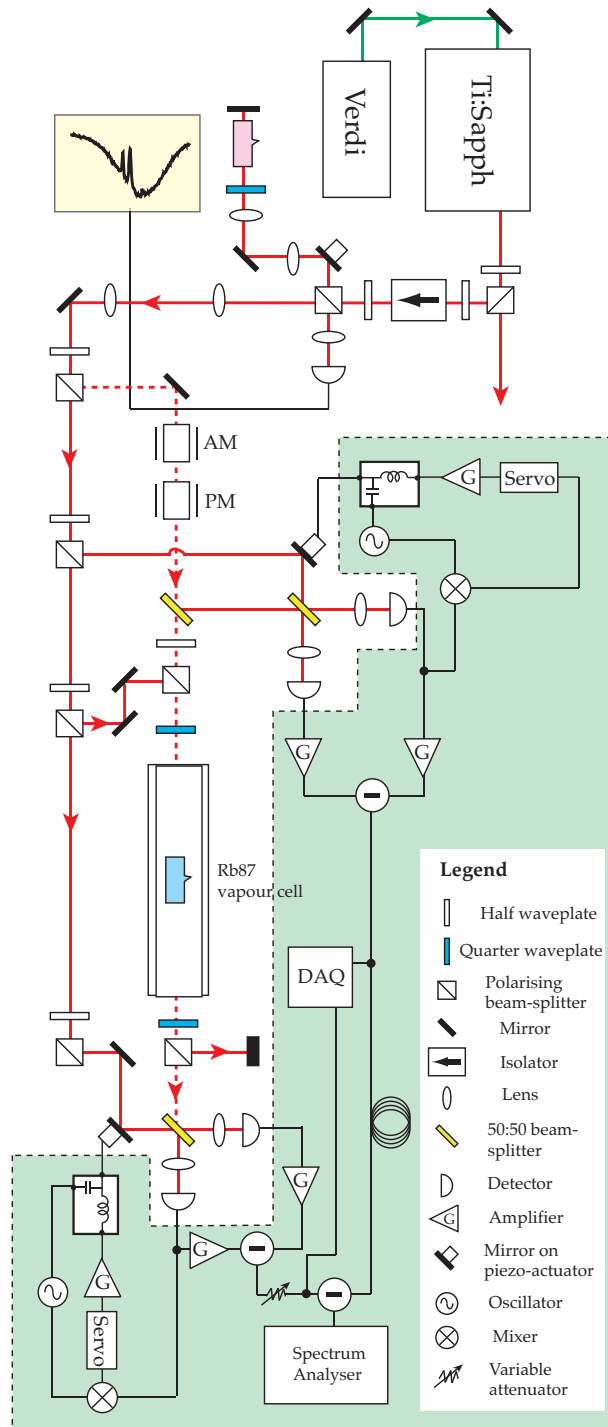 Verdi
Ti:Sapph
AM
PM
G
Servo
G
G
Rb87
vapour cell
DAQ
G
G
G
Servo
Spectrum
Analyser
Legend
Half waveplate
Quarter waveplate
Polarising
beam-splitter
Mirror
Isolator
Lens
50:50 beam-
splitter
Detector
G
Amplifier
Mirror on
piezo-actuator
Oscillator
Mixer
Variable
attenuator